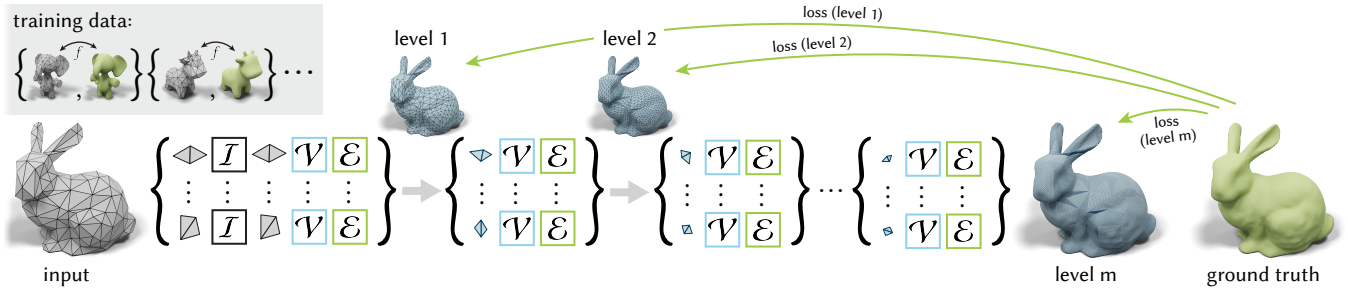 training data:
{ f , } { f , } ...
level 1
level 2
loss (level 1)
loss (level 2)
loss
(level m)
{ I V E } { V E } { V E } ... { V E }
⋮ ⋮ ⋮ ⋮ ⋮ ⋮ ⋮ ⋮ ⋮ ⋮ ⋮ ⋮ ⋮ ⋮
I V E V E V E V E
input
level m
ground truth